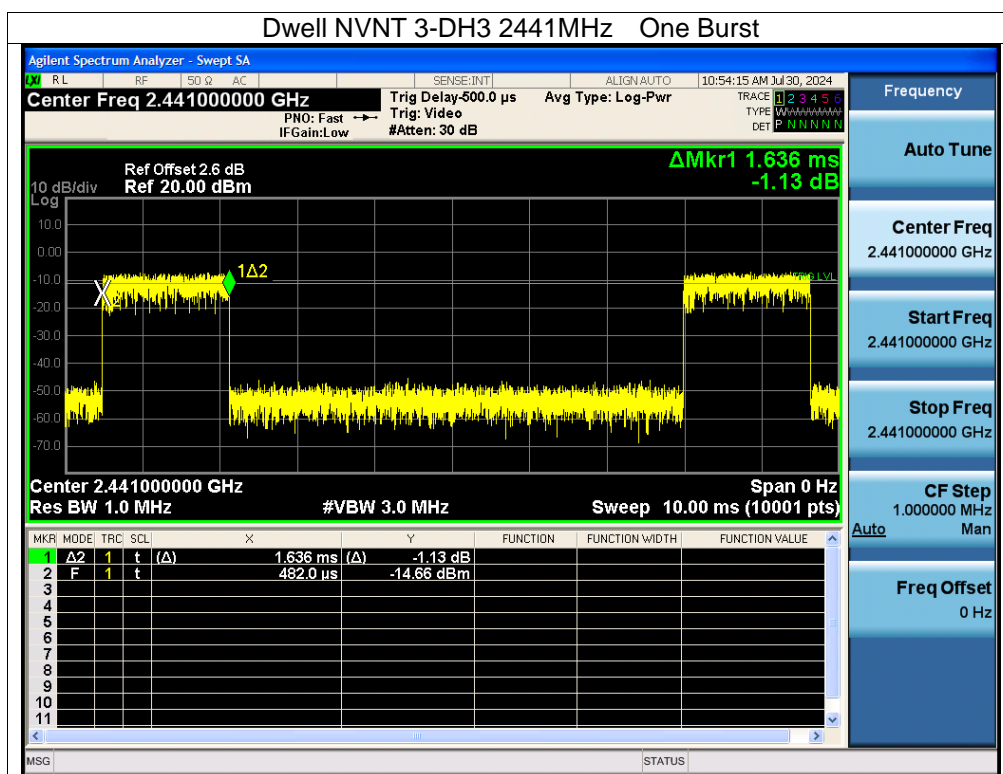 Dwell NVNT 3-DH3 2441MHz One Burst
Agilent Spectrum Analyzer - Swept SA
LXI RL RF 50 Ω AC SENSE:INT ALIGN AUTO 10:54:15 AM Jul 30, 2024
Center Freq 2.441000000 GHz
PNO: Fast
IFGain:Low
Trig Delay-500.0 µs
Trig: Video
#Atten: 30 dB
Avg Type: Log-Pwr
TRACE 1 2 3 4 5 6
TYPE WWWWWW
DET P N N N N N
Frequency
Auto Tune
Center Freq
2.441000000 GHz
Start Freq
2.441000000 GHz
Stop Freq
2.441000000 GHz
CF Step
1.000000 MHz
Auto Man
Freq Offset
0 Hz
ΔMkr1 1.636 ms
-1.13 dB
Ref Offset 2.6 dB
10 dB/div Ref 20.00 dBm
Log
10.0
0.00
-10.0
-20.0
-30.0
-40.0
-50.0
-60.0
-70.0
1Δ2
2
TRIG LVL
Center 2.441000000 GHz Span 0 Hz
Res BW 1.0 MHz #VBW 3.0 MHz Sweep 10.00 ms (10001 pts)
MKR MODE TRC SCL X Y FUNCTION FUNCTION WIDTH FUNCTION VALUE
1 Δ2 1 t (Δ) 1.636 ms (Δ) -1.13 dB
2 F 1 t 482.0 µs -14.66 dBm
3
4
5
6
7
8
9
10
11
MSG STATUS